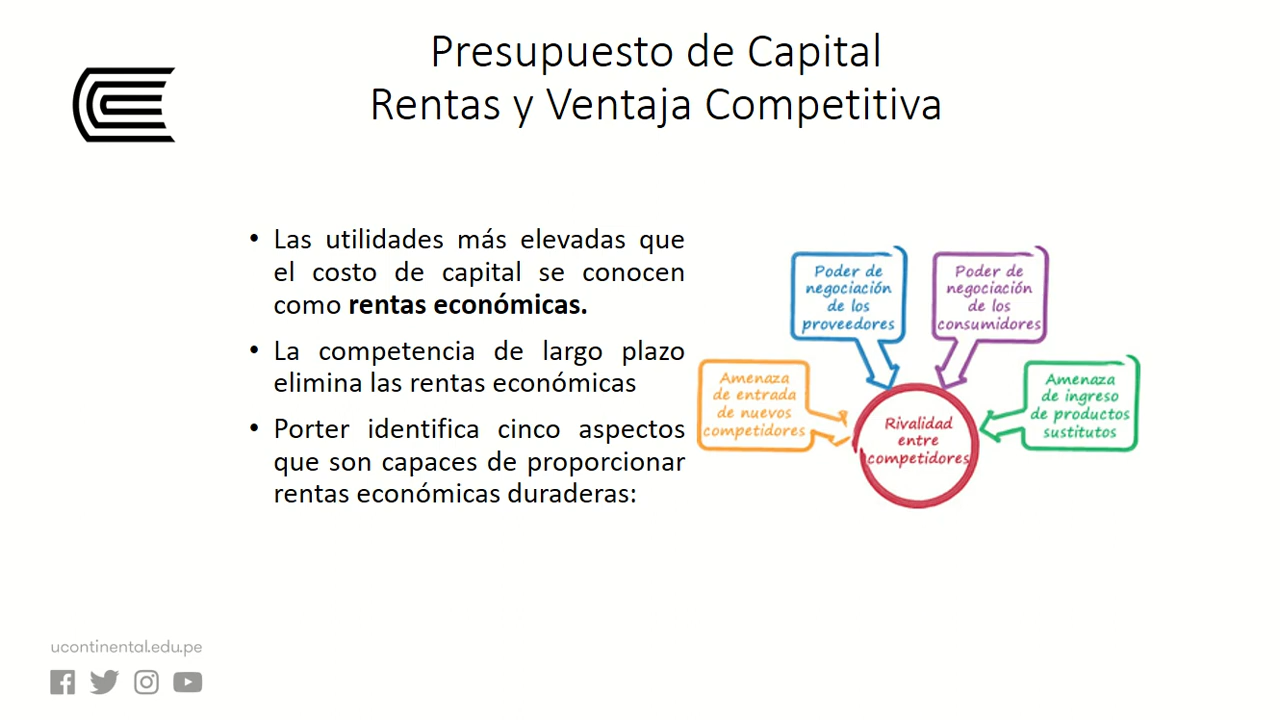 Presupuesto de Capital
Rentas y Ventaja Competitiva
• Las utilidades más elevadas que
el costo de capital se conocen
como rentas económicas.
• La competencia de largo plazo
elimina las rentas económicas
• Porter identifica cinco aspectos
que son capaces de proporcionar
rentas económicas duraderas:
Poder de
negociación
de los
proveedores
Poder de
negociación
de los
consumidores
Amenaza
de entrada
de nuevos
competidores
Amenaza
de ingreso
de productos
sustitutos
Rivalidad
entre
competidores
ucontinental.edu.pe